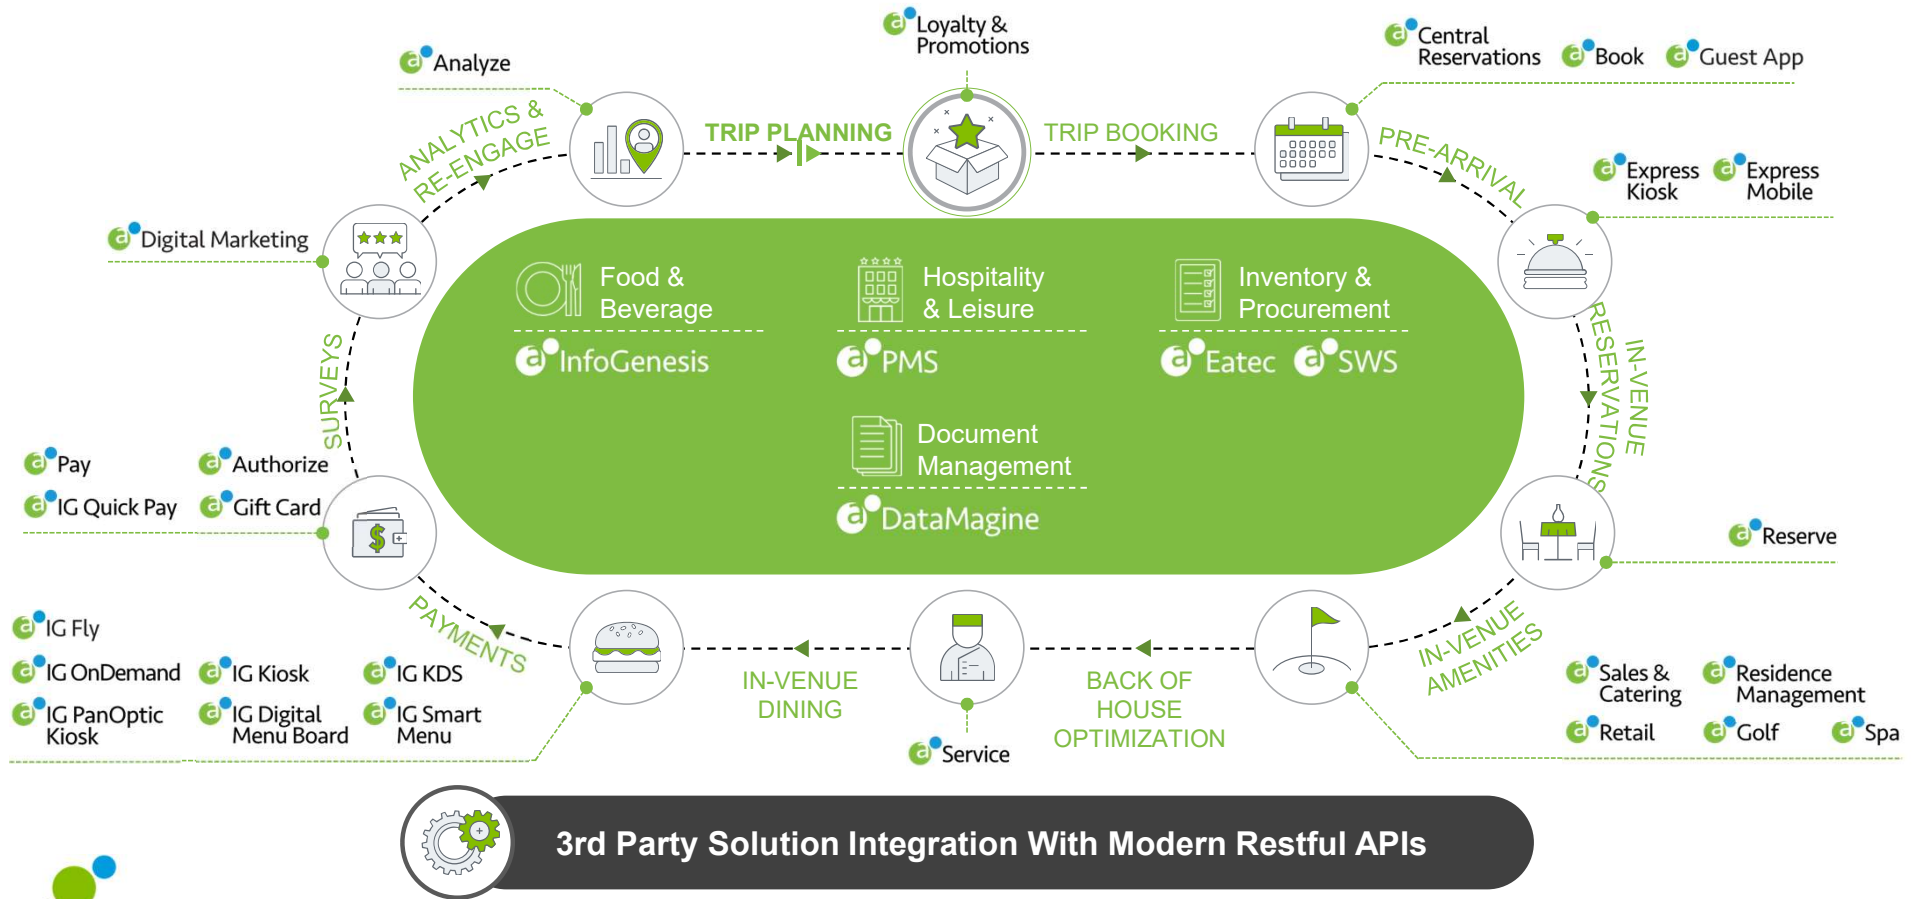 Loyalty &
Promotions
Central
Reservations
Book
Guest App
Analyze
ANALYTICS &
RE-ENGAGE
TRIP PLANNING
TRIP BOOKING
PRE-ARRIVAL
Express
Kiosk
Express
Mobile
Digital Marketing
Food &
Beverage
a InfoGenesis
Hospitality
& Leisure
a PMS
Inventory &
Procurement
a Eatec
a SWS
Document
Management
a DataMagine
IN-VENUE
RESERVATIONS
SURVEYS
a Pay
a Authorize
a IG Quick Pay
a Gift Card
a Reserve
PAYMENTS
IN-VENUE
AMENITIES
a IG Fly
a IG OnDemand
a IG Kiosk
a IG KDS
a IG PanOptic
Kiosk
a IG Digital
Menu Board
a IG Smart
Menu
IN-VENUE
DINING
a Service
BACK OF
HOUSE
OPTIMIZATION
a Sales &
Catering
a Residence
Management
a Retail
a Golf
a Spa
3rd Party Solution Integration With Modern Restful APIs